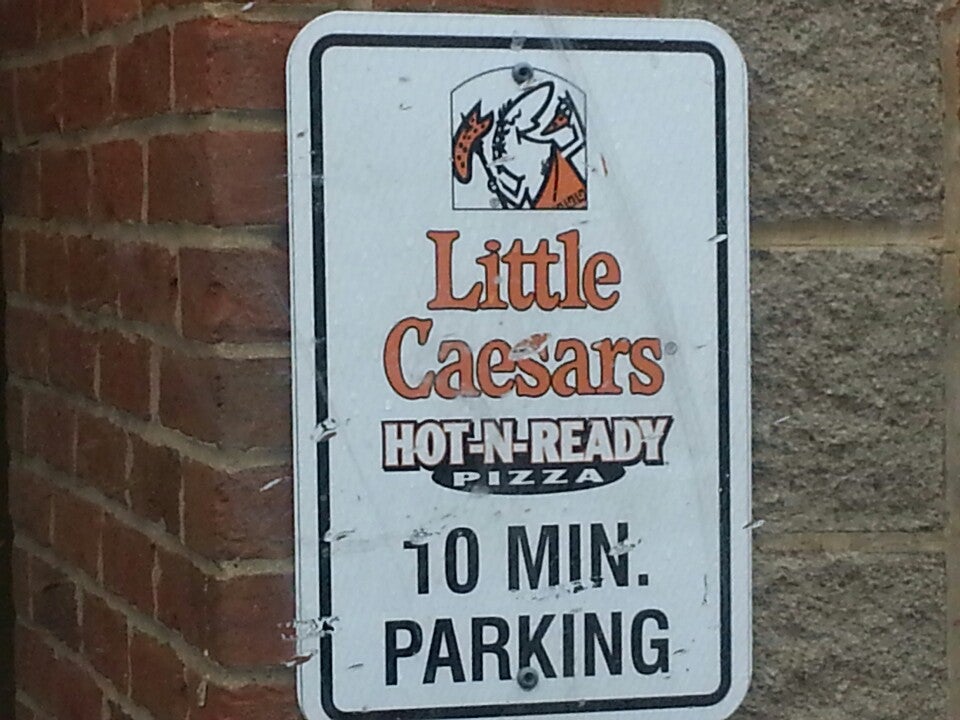 Little
Caesars®
HOT-N-READY
PIZZA
10 MIN.
PARKING